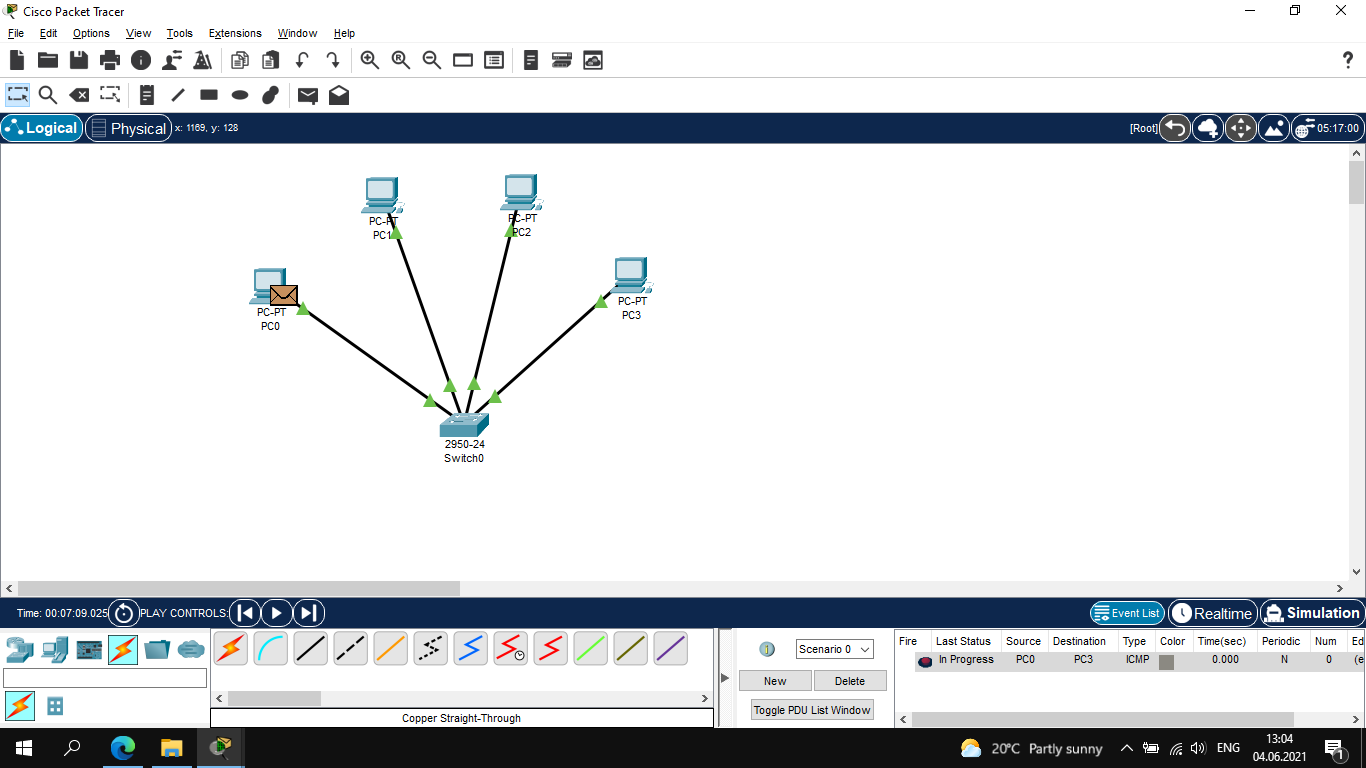 Cisco Packet Tracer
File Edit Options View Tools Extensions Window Help
Logical Physical x: 1169, y: 128 [Root] 05:17:00
PC-PT
PC1
PC-PT
PC2
PC-PT
PC0
PC-PT
PC3
2950-24
Switch0
Time: 00:07:09.025 PLAY CONTROLS: Event List Realtime Simulation
Fire Last Status Source Destination Type Color Time(sec) Periodic Num Ed
In Progress PC0 PC3 ICMP 0.000 N 0 (e
Scenario 0
New Delete
Toggle PDU List Window
Copper Straight-Through
20°C Partly sunny ENG 13:04
04.06.2021
1